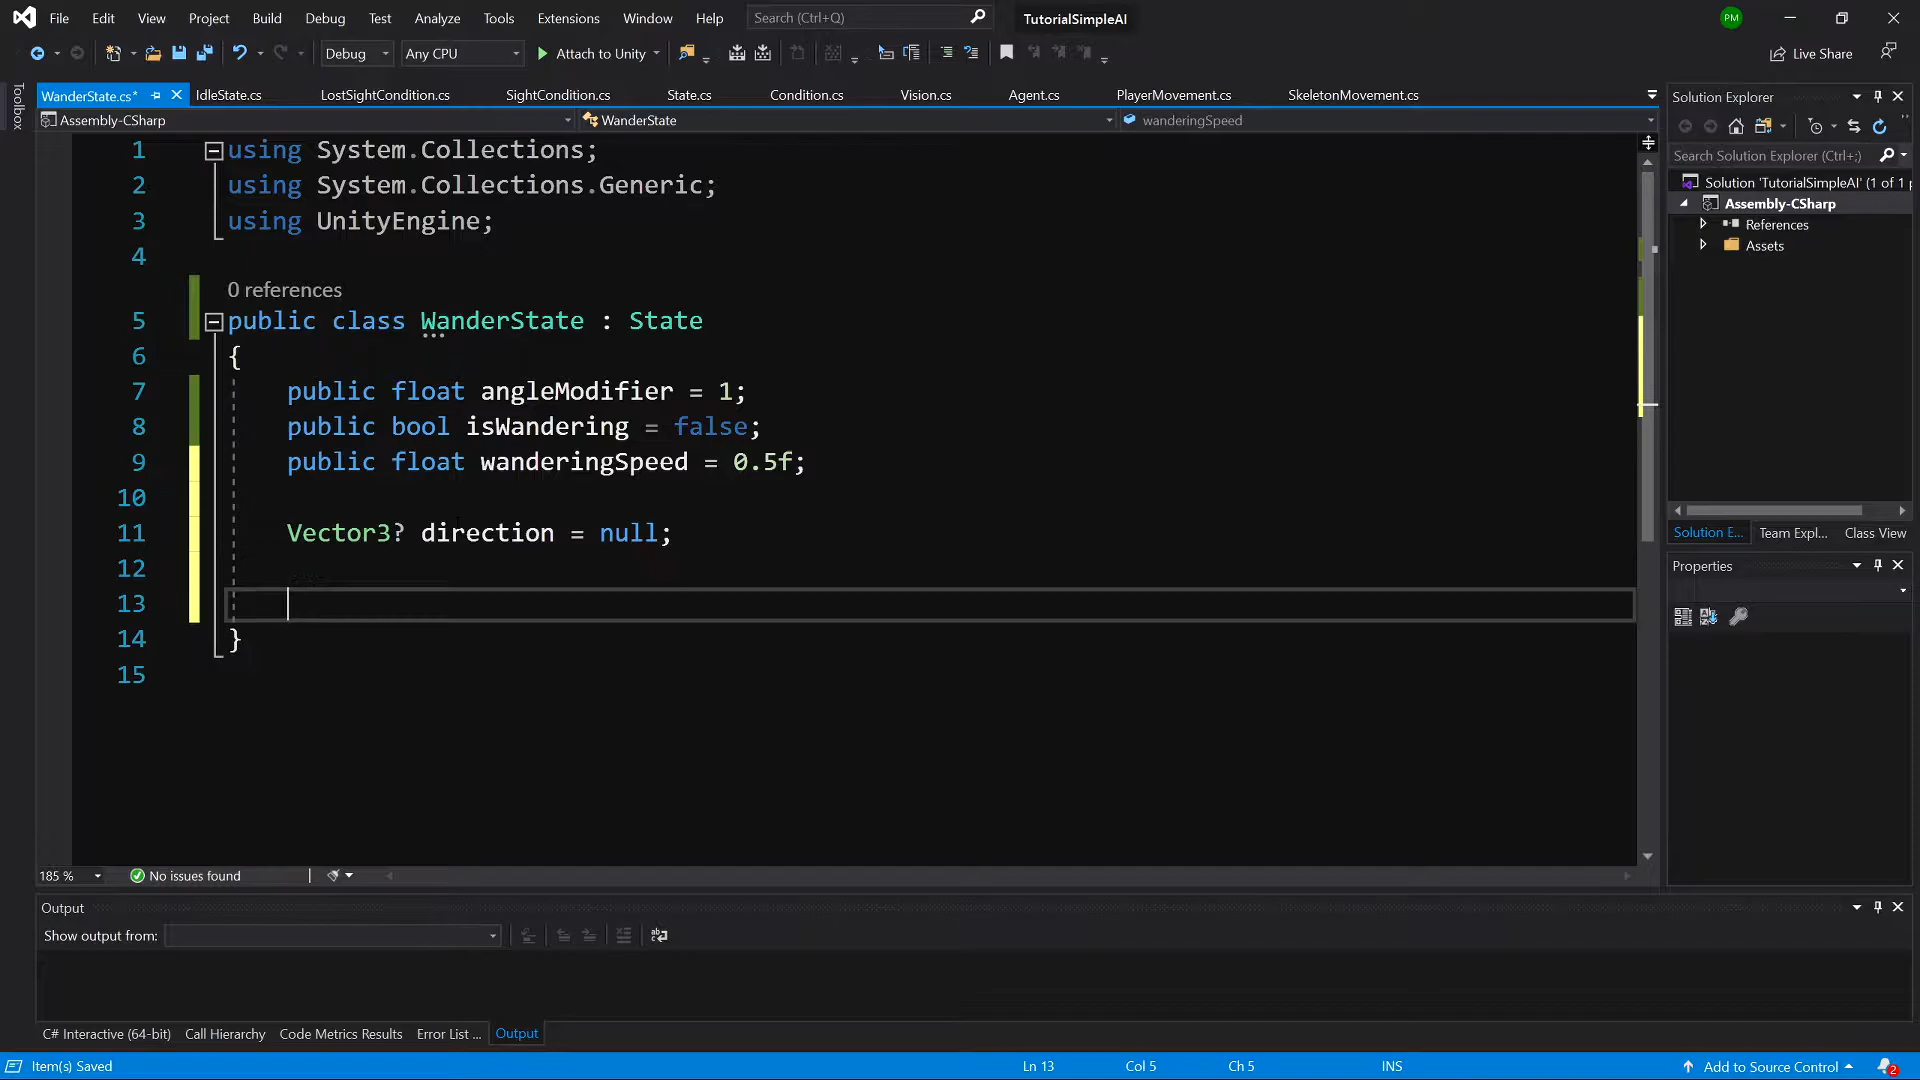 File Edit View Project Build Debug Test Analyze Tools Extensions Window Help Search (Ctrl+Q) TutorialSimpleAI PM
Debug Any CPU Attach to Unity Live Share
Toolbox
WanderState.cs* IdleState.cs LostSightCondition.cs SightCondition.cs State.cs Condition.cs Vision.cs Agent.cs PlayerMovement.cs SkeletonMovement.cs
Assembly-CSharp WanderState wanderingSpeed
1 using System.Collections;
2 using System.Collections.Generic;
3 using UnityEngine;
4
0 references
5 public class WanderState : State
6 {
7 public float angleModifier = 1;
8 public bool isWandering = false;
9 public float wanderingSpeed = 0.5f;
10
11 Vector3? direction = null;
12
13
14 }
15
185 % No issues found
Solution Explorer
Search Solution Explorer (Ctrl+;)
Solution 'TutorialSimpleAI' (1 of 1 p
Assembly-CSharp
References
Assets
Solution E... Team Expl... Class View
Properties
Output
Show output from:
C# Interactive (64-bit) Call Hierarchy Code Metrics Results Error List ... Output
Item(s) Saved Ln 13 Col 5 Ch 5 INS Add to Source Control 2